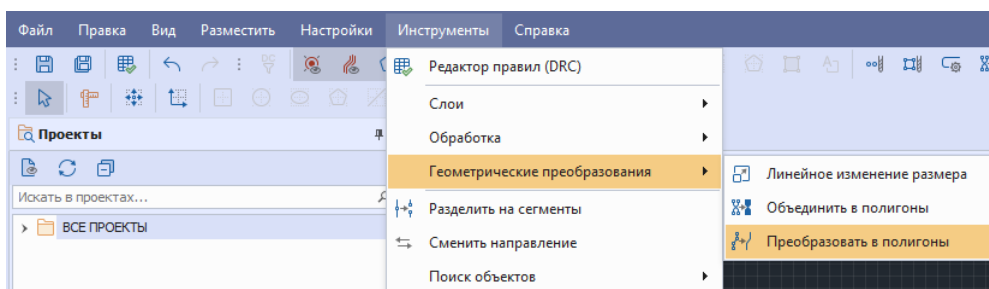 Файл Правка Вид Разместить Настройки Инструменты Справка
Редактор правил (DRC)
Слои
Проекты
Обработка
Геометрические преобразования
Линейное изменение размера
Искать в проектах...
Разделить на сегменты
Объединить в полигоны
ВСЕ ПРОЕКТЫ
Сменить направление
Преобразовать в полигоны
Поиск объектов